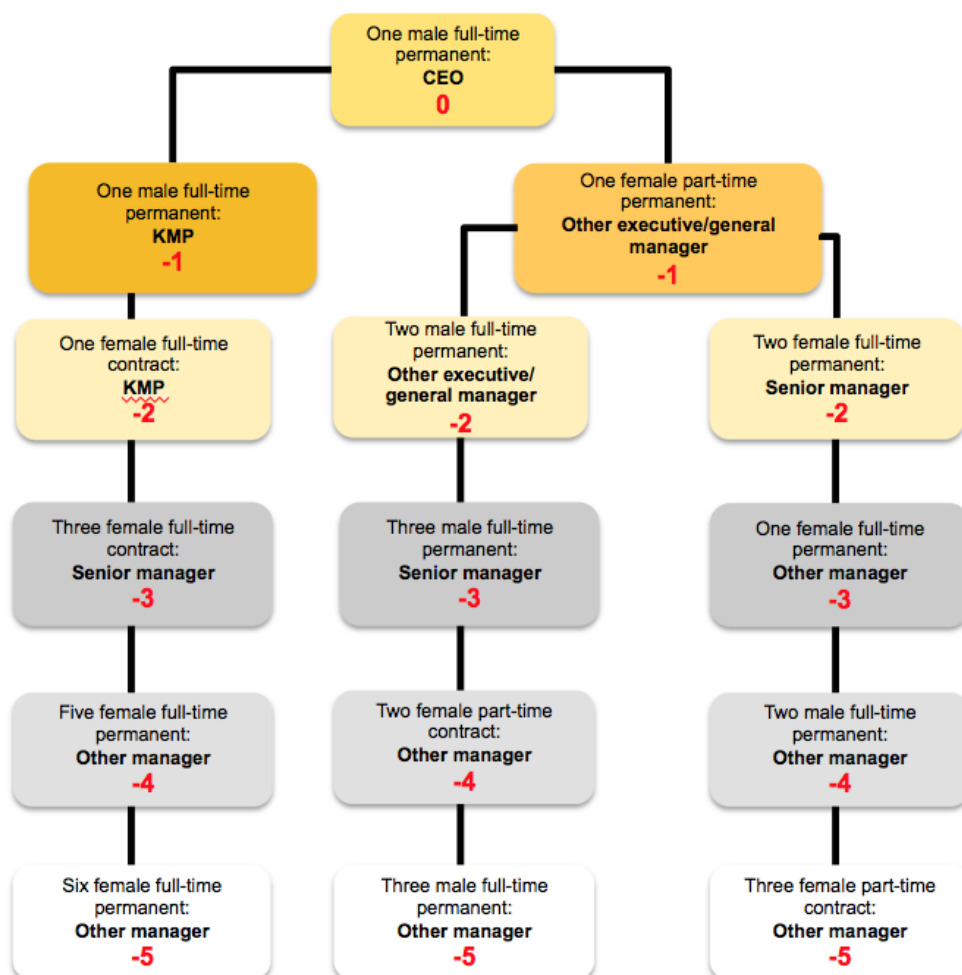 One male full-time
permanent:
CEO
0
One male full-time
permanent:
KMP
-1
One female part-time
permanent:
Other executive/general
manager
-1
One female full-time
contract:
KMP
-2
Two male full-time
permanent:
Other executive/
general manager
-2
Two female full-time
permanent:
Senior manager
-2
Three female full-time
contract:
Senior manager
-3
Three male full-time
permanent:
Senior manager
-3
One female full-time
permanent:
Other manager
-3
Five female full-time
permanent:
Other manager
-4
Two female part-time
contract:
Other manager
-4
Two male full-time
permanent:
Other manager
-4
Six female full-time
permanent:
Other manager
-5
Three male full-time
permanent:
Other manager
-5
Three female part-time
contract:
Other manager
-5